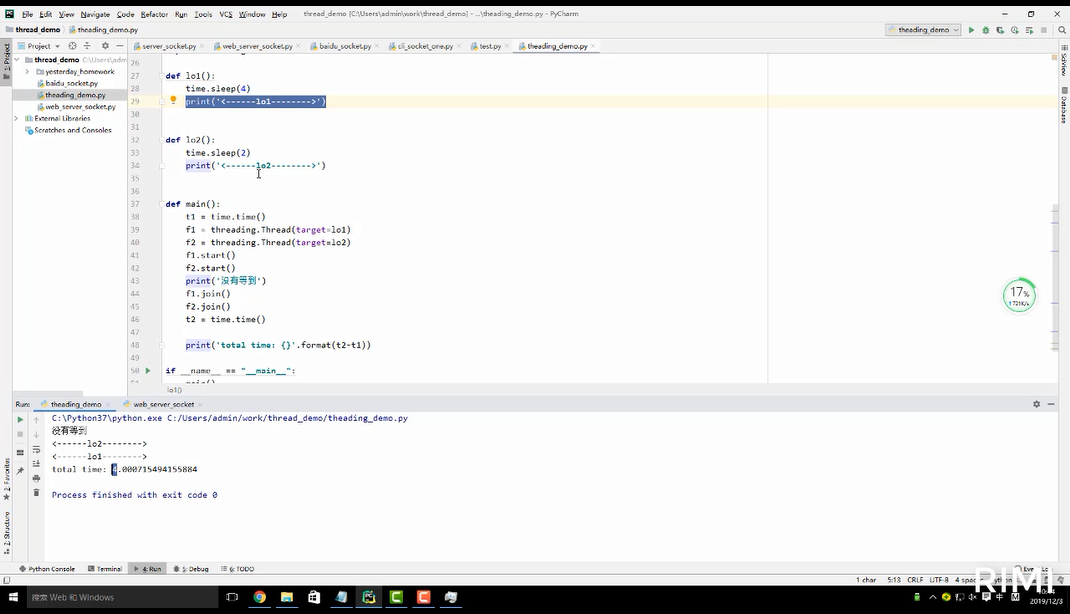 File Edit View Navigate Code Refactor Run Tools VCS Window Help thread_demo [C:\Users\admin\work\thread_demo] - ...\theading_demo.py - PyCharm
thread_demo theading_demo.py theading_demo
Project server_socket.py web_server_socket.py baidu_socket.py cli_socket_one.py test.py theading_demo.py
1: Project
thread_demo C:\Users\adm
yesterday_homework
baidu_socket.py
theading_demo.py
web_server_socket.py
External Libraries
Scratches and Consoles
SciView
Database
26
27 def lo1():
28 time.sleep(4)
29 print('<------lo1-------->')
30
31
32 def lo2():
33 time.sleep(2)
34 print('<------lo2-------->')
35
36
37 def main():
38 t1 = time.time()
39 f1 = threading.Thread(target=lo1)
40 f2 = threading.Thread(target=lo2)
41 f1.start()
42 f2.start()
43 print('没有等到')
44 f1.join()
45 f2.join()
46 t2 = time.time()
47
48 print('total time: {}'.format(t2-t1))
49
50 if __name__ == "__main__":
51 main()
lo1()
17%
Run: theading_demo web_server_socket
C:\Python37\python.exe C:/Users/admin/work/thread_demo/theading_demo.py
没有等到
<------lo2-------->
<------lo1-------->
total time: 4.000715494155884
Process finished with exit code 0
2: Favorites
7: Structure
Python Console Terminal 4: Run 5: Debug 6: TODO
1 char 5:13 CRLF UTF-8 4 spaces
RIMI
搜索 Web 和 Windows
中
2019/12/3